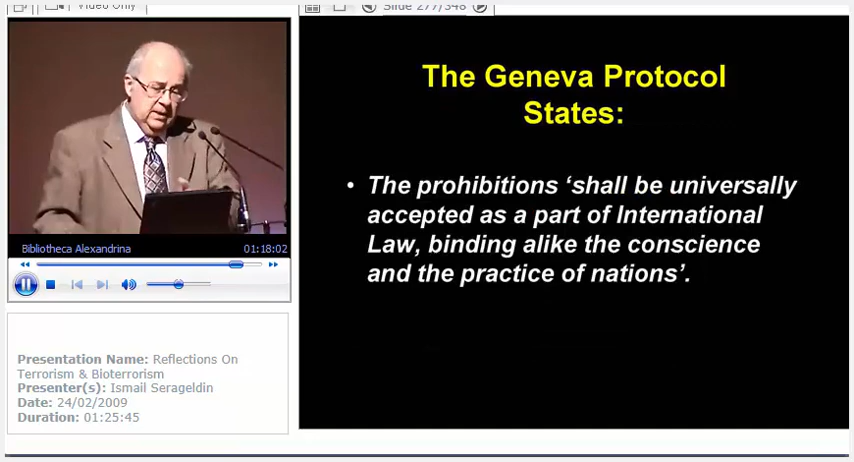 Video Only
Slide 277/348
The Geneva Protocol
States:
• The prohibitions ‘shall be universally
accepted as a part of International
Law, binding alike the conscience
and the practice of nations’.
Bibliotheca Alexandrina 01:18:02
Presentation Name: Reflections On
Terrorism & Bioterrorism
Presenter(s): Ismail Serageldin
Date: 24/02/2009
Duration: 01:25:45